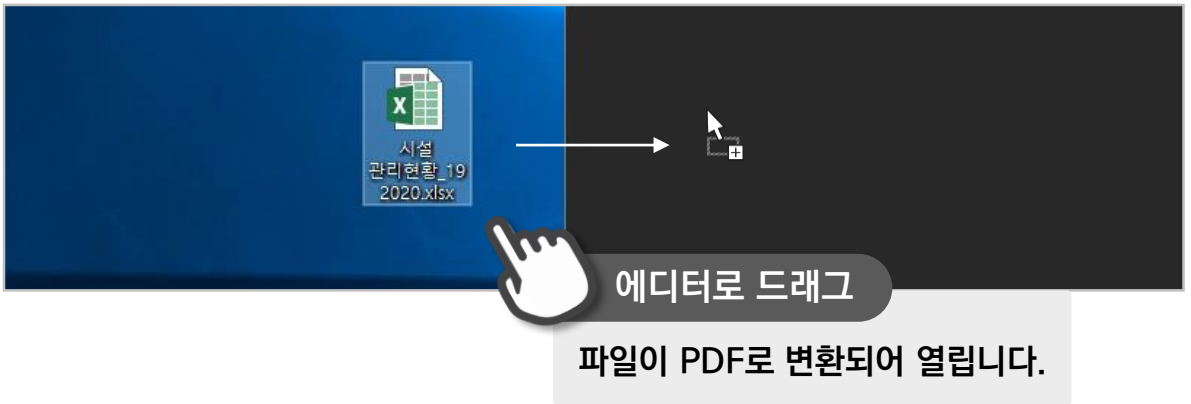 시설
관리현황_19
2020.xlsx
에디터로 드래그
파일이 PDF로 변환되어 열립니다.